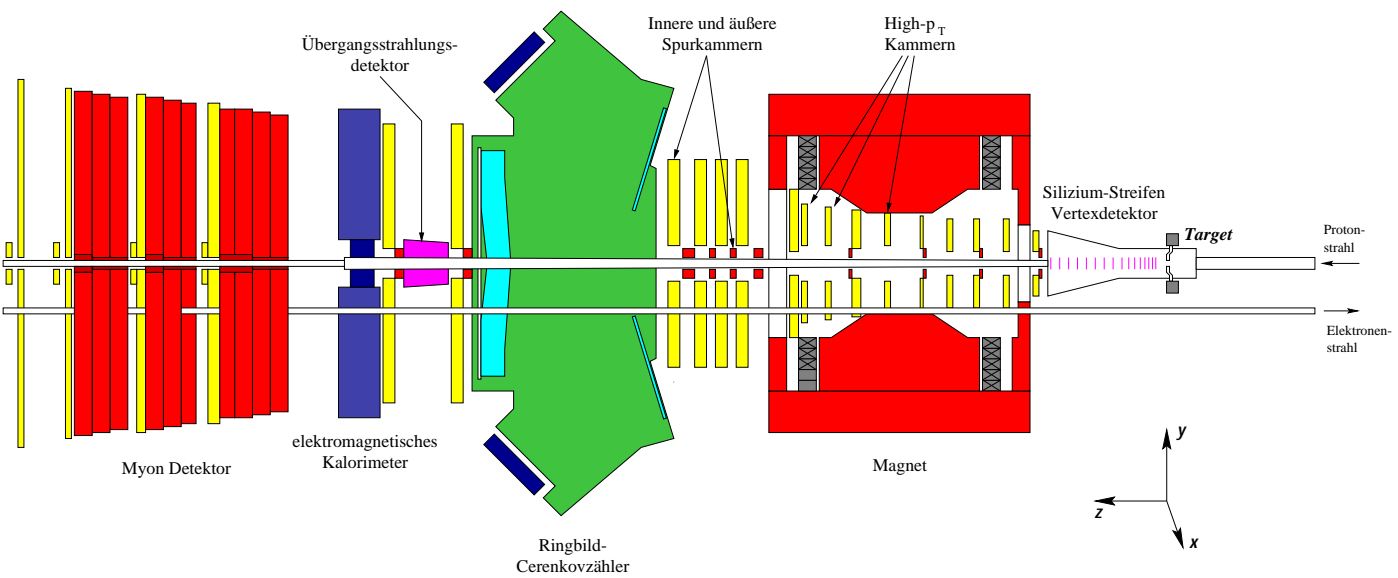 Übergangsstrahlungs-
detektor
Innere und äußere
Spurkammern
High-p T
Kammern
Silizium-Streifen
Vertexdetektor
Target
Proton-
strahl
Elektronen-
strahl
elektromagnetisches
Kalorimeter
Myon Detektor
Magnet
Ringbild-
Cerenkovzähler
y
z
x